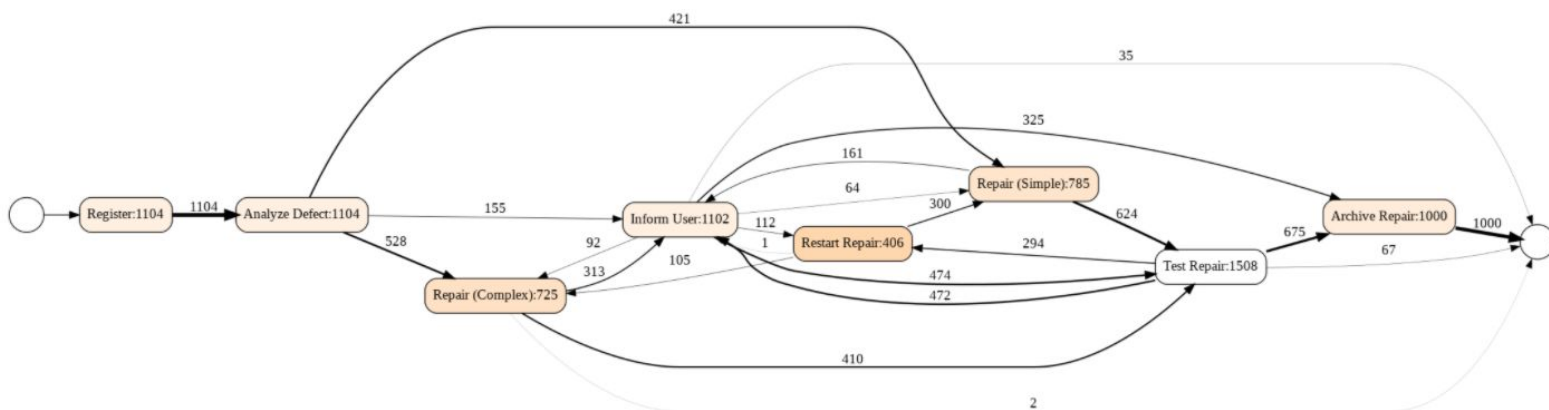 421
35
325
161
Repair (Simple):785
64
300
1104
Register:1104
Analyze Defect:1104
155
Inform User:1102
112
Restart Repair:406
624
Archive Repair:1000
1000
528
92
1
294
675
67
313
105
474
Test Repair:1508
Repair (Complex):725
472
410
2